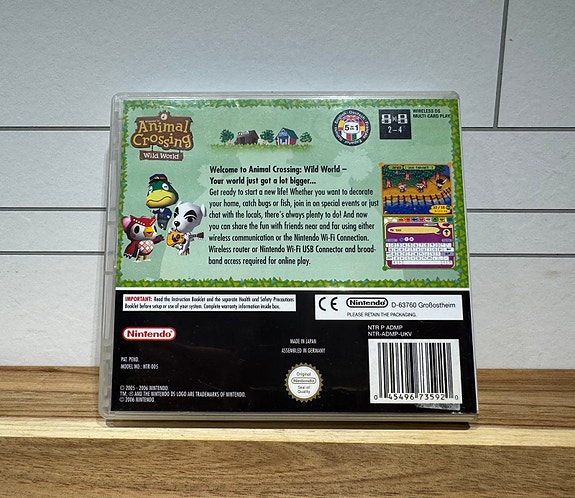 Animal
Crossing
Wild World
5in1
WIRELESS DS
MULTI CARD PLAY
2-4
Welcome to Animal Crossing: Wild World –
Your world just got a lot bigger...
Get ready to start a new life! Whether you want to decorate
your home, catch bugs or fish, join in on special events or just
chat with the locals, there's always plenty to do! And now
you can share the fun with friends near and far using either
wireless communication or the Nintendo Wi-Fi Connection.
Wireless router or Nintendo Wi-Fi USB Connector and broad-
band access required for online play.
IMPORTANT: Read the Instruction Booklet and the separate Health and Safety Precautions
Booklet before setup or use of your system. Complete warranty information inside box.
CE Nintendo D-63760 Großostheim
PLEASE RETAIN THE PACKAGING.
Nintendo
MADE IN JAPAN
ASSEMBLED IN GERMANY
NTR P ADMP
NTR-ADMP-UKV
PAT. PEND.
MODEL NO.: NTR-005
Original
Nintendo
Seal of
Quality
© 2005 – 2006 NINTENDO
TM, ® AND THE NINTENDO DS LOGO ARE TRADEMARKS OF NINTENDO.
© 2006 NINTENDO
0 45496 73592 0